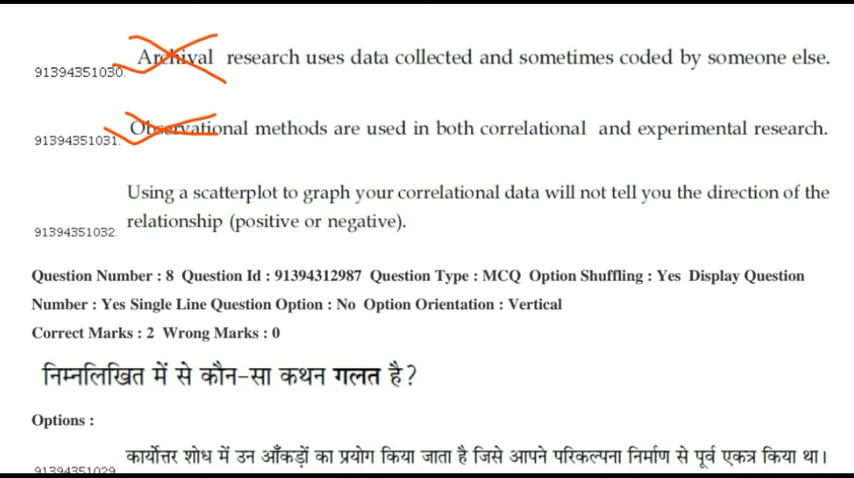 Archival research uses data collected and sometimes coded by someone else.
91394351030.
Observational methods are used in both correlational and experimental research.
91394351031.
Using a scatterplot to graph your correlational data will not tell you the direction of the
relationship (positive or negative).
91394351032.
Question Number : 8 Question Id : 91394312987 Question Type : MCQ Option Shuffling : Yes Display Question
Number : Yes Single Line Question Option : No Option Orientation : Vertical
Correct Marks : 2 Wrong Marks : 0
निम्नलिखित में से कौन-सा कथन गलत है?
Options :
कार्योत्तर शोध में उन आँकड़ों का प्रयोग किया जाता है जिसे आपने परिकल्पना निर्माण से पूर्व एकत्र किया था।
91394351029